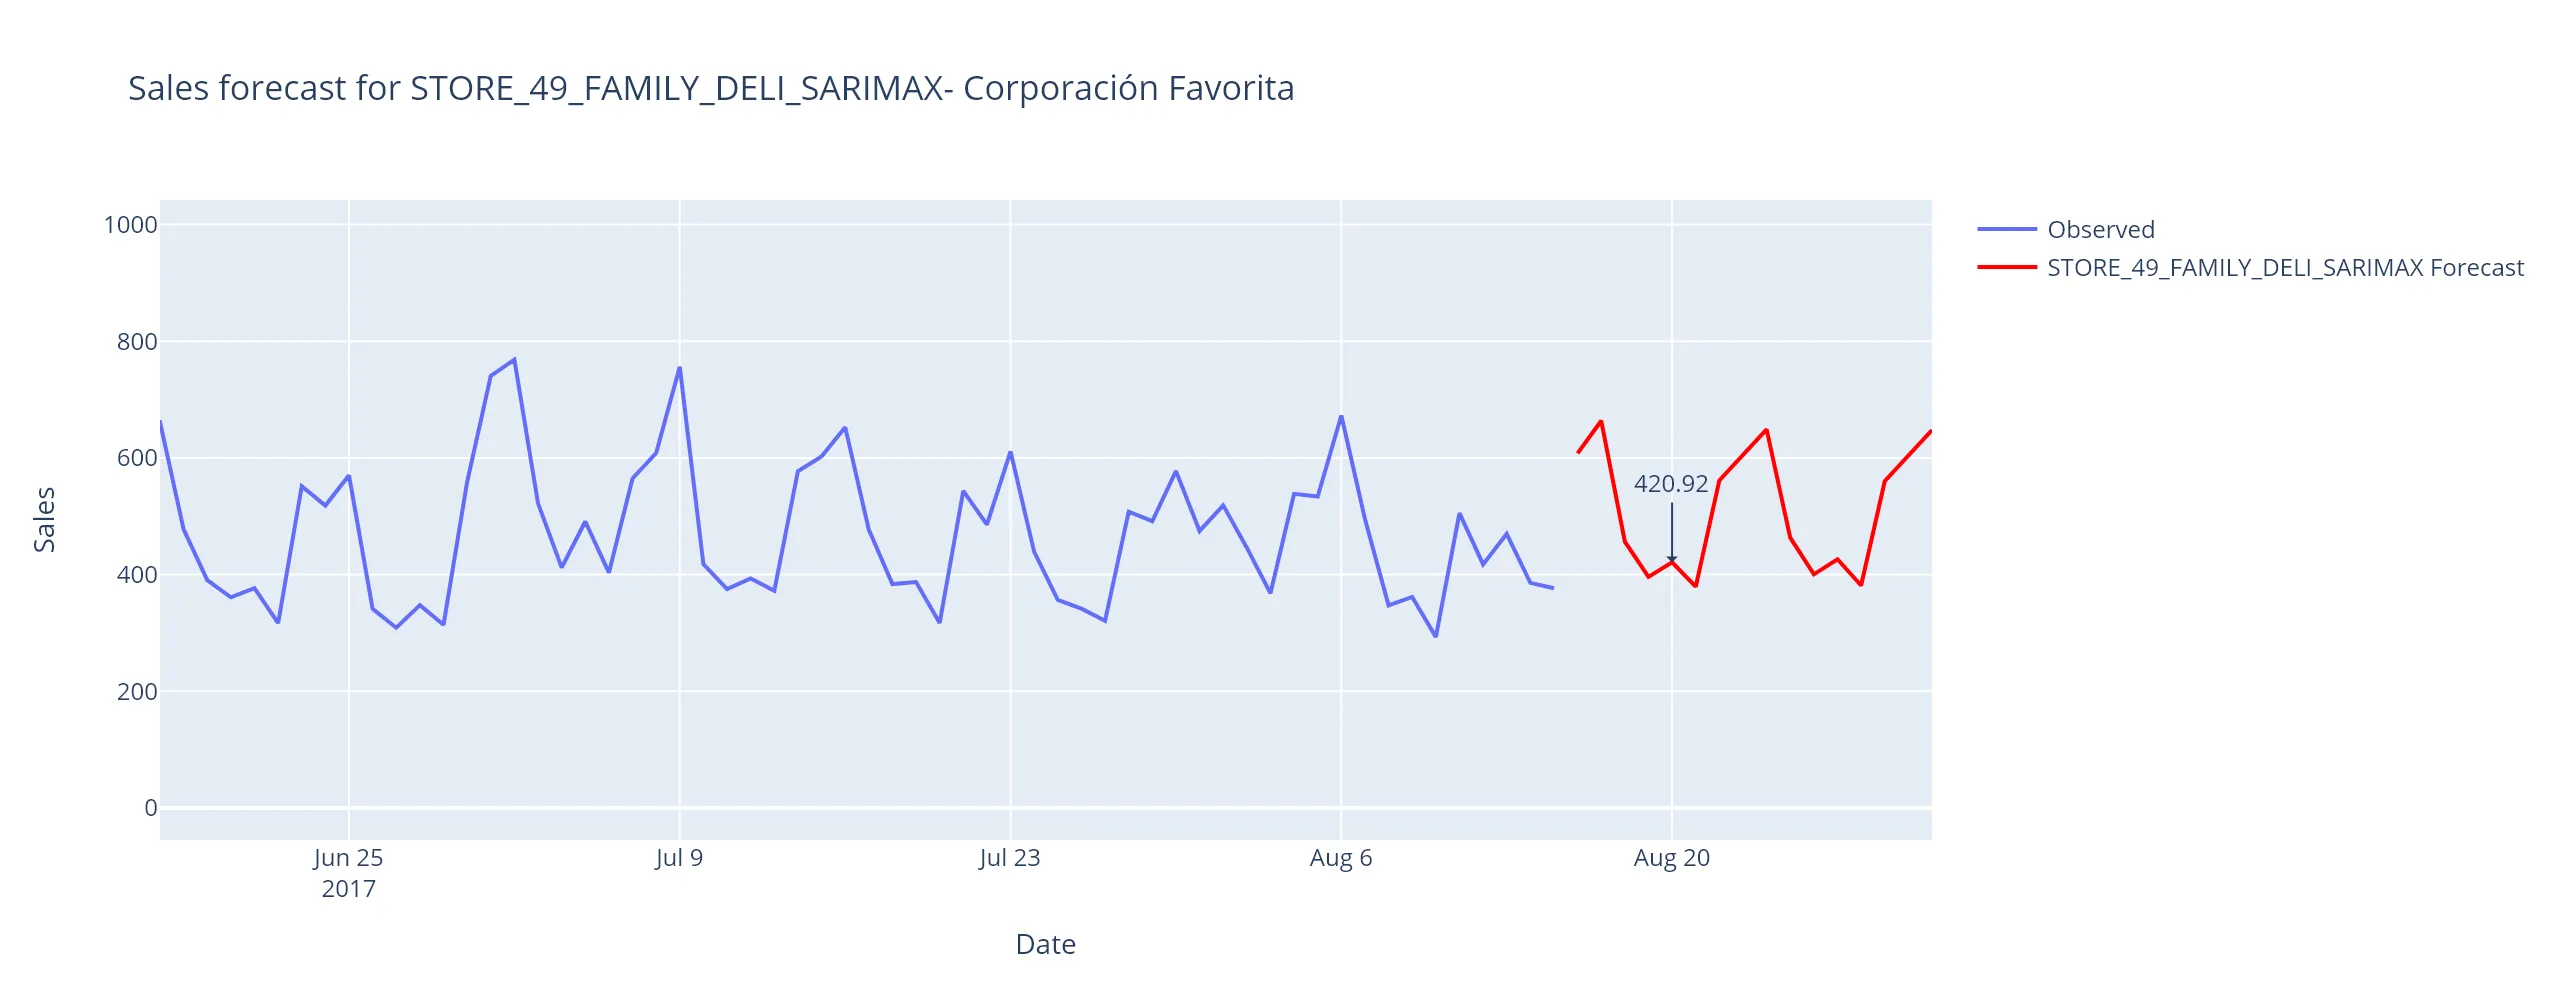 Sales forecast for STORE_49_FAMILY_DELI_SARIMAX- Corporación Favorita
Observed
STORE_49_FAMILY_DELI_SARIMAX Forecast
1000
800
600
400
200
0
Sales
420.92
Jun 25
2017
Jul 9
Jul 23
Aug 6
Aug 20
Date